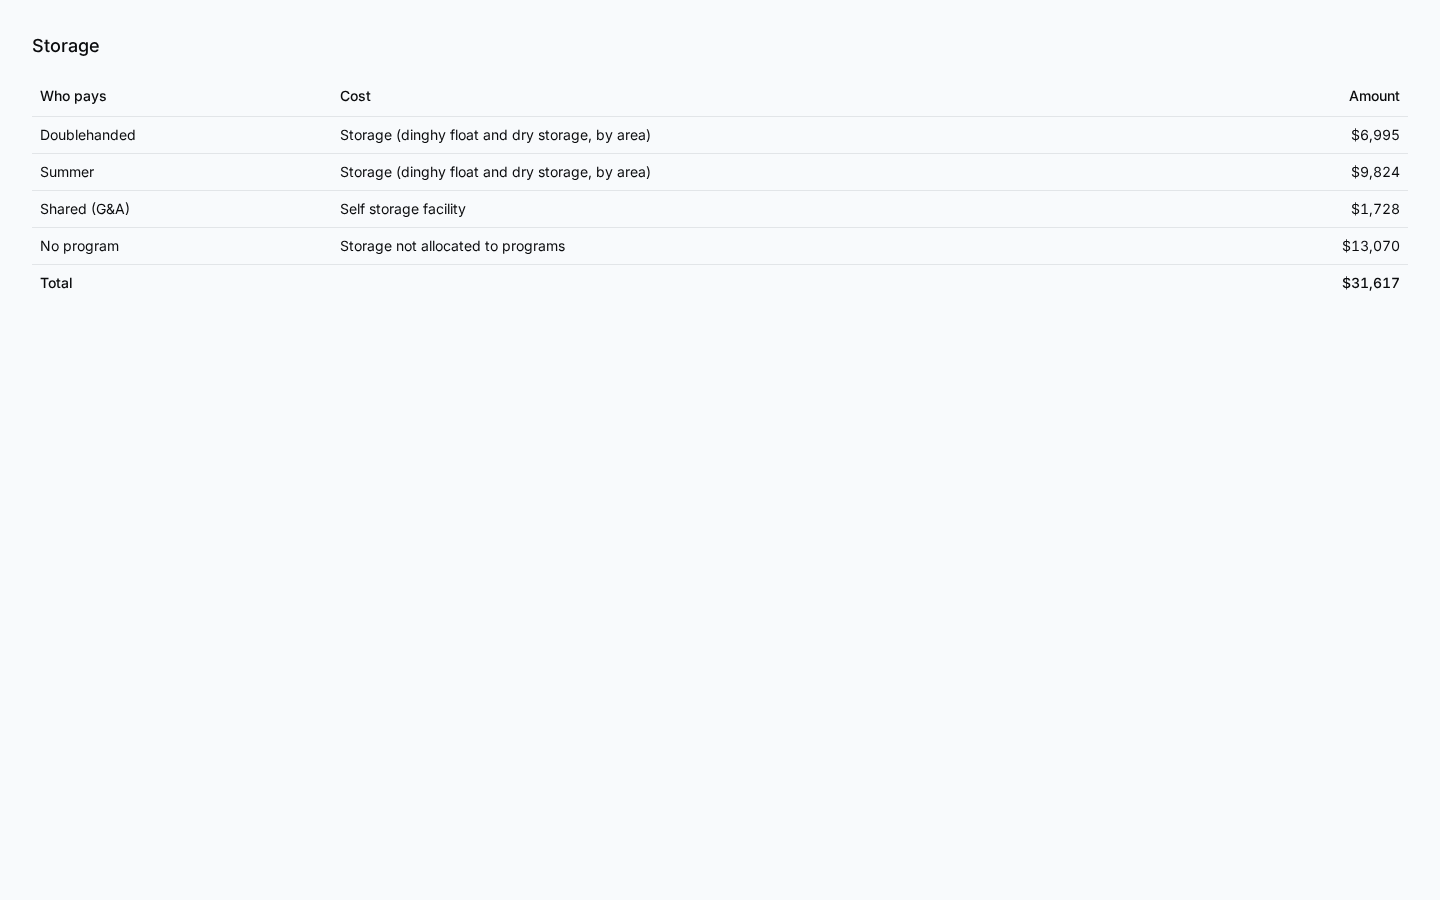 Storage
Who pays Cost Amount
Doublehanded Storage (dinghy float and dry storage, by area) $6,995
Summer Storage (dinghy float and dry storage, by area) $9,824
Shared (G&A) Self storage facility $1,728
No program Storage not allocated to programs $13,070
Total $31,617